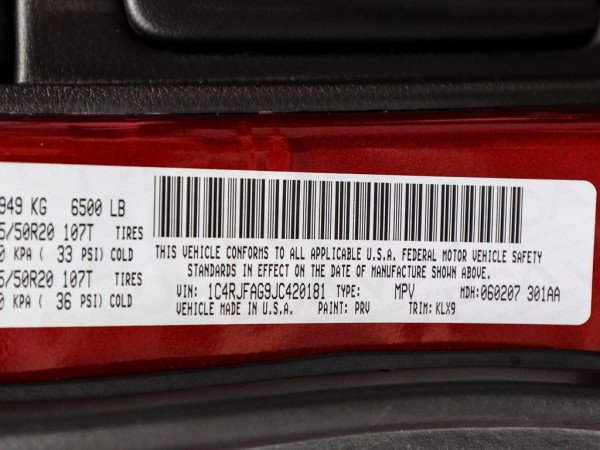 949 KG 6500 LB
5/50R20 107T TIRES
0 KPA ( 33 PSI) COLD
5/50R20 107T TIRES
0 KPA ( 36 PSI) COLD
THIS VEHICLE CONFORMS TO ALL APPLICABLE U.S.A. FEDERAL MOTOR VEHICLE SAFETY
STANDARDS IN EFFECT ON THE DATE OF MANUFACTURE SHOWN ABOVE.
VIN: 1C4RJFAG9JC420181 TYPE: MPV MDH:060207 301AA
VEHICLE MADE IN U.S.A. PAINT: PRV TRIM: KLX9